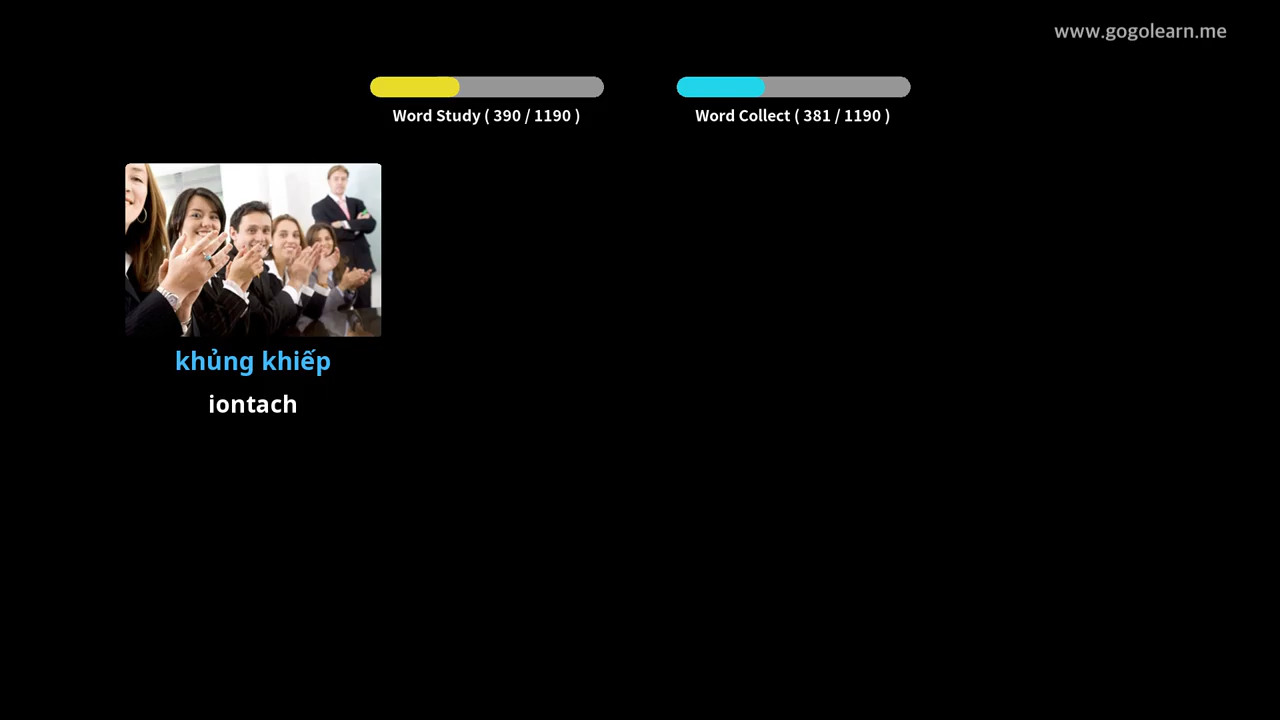 www.gogolearn.me
Word Study ( 390 / 1190 )
Word Collect ( 381 / 1190 )
khủng khiếp
iontach